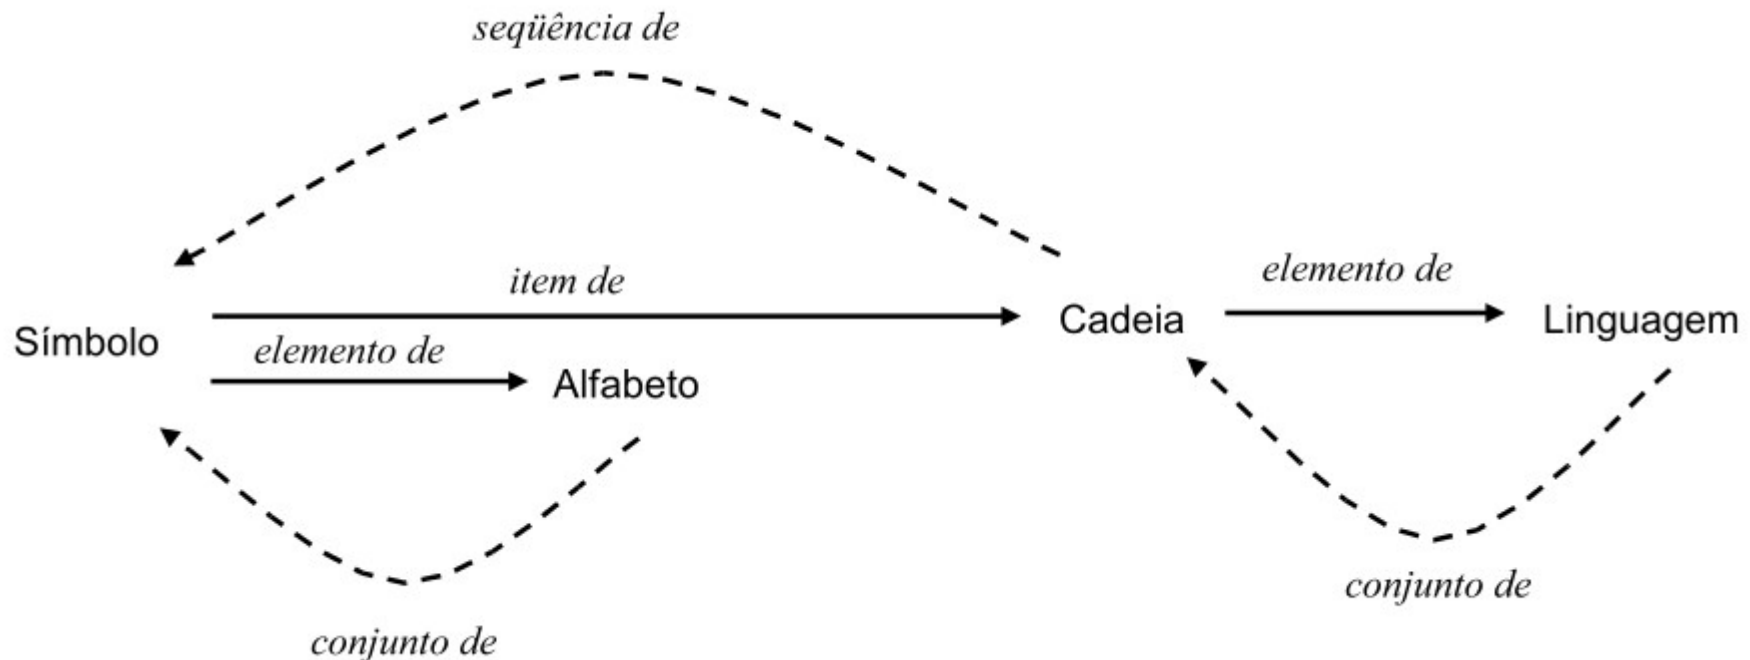 seqüência de
item de
elemento de
Símbolo
Cadeia
Linguagem
elemento de
Alfabeto
conjunto de
conjunto de